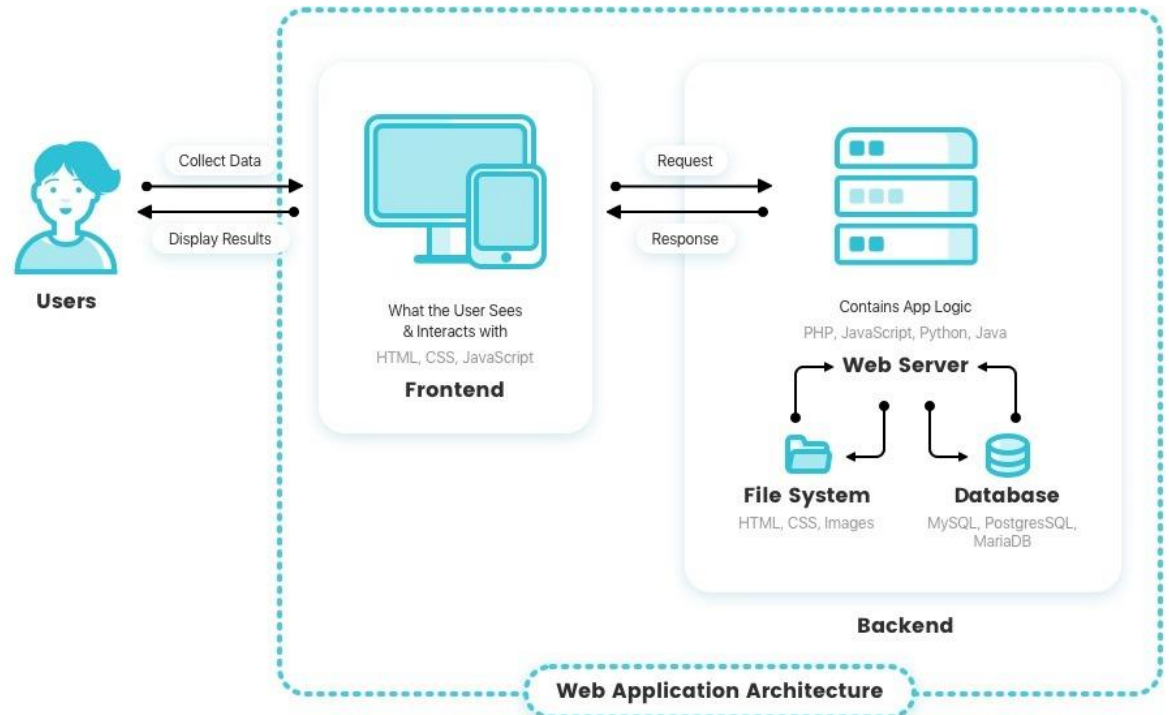 Collect Data
Display Results
Users
What the User Sees
& Interacts with
HTML, CSS, JavaScript
Frontend
Request
Response
Contains App Logic
PHP, JavaScript, Python, Java
Web Server
File System
HTML, CSS, Images
Database
MySQL, PostgresSQL,
MariaDB
Backend
Web Application Architecture